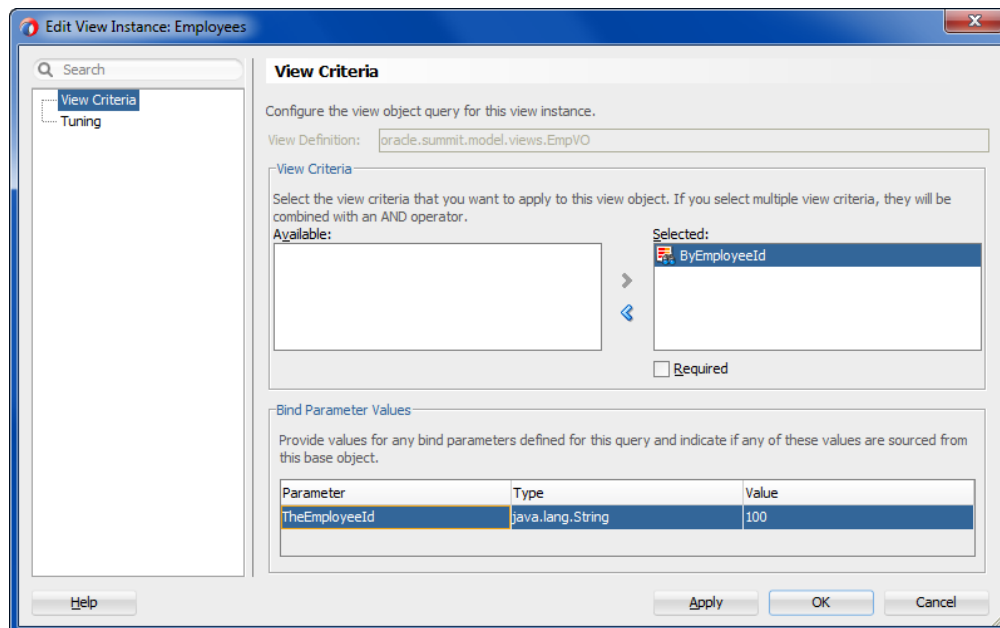 Edit View Instance: Employees
Search
View Criteria
Tuning
View Criteria
Configure the view object query for this view instance.
View Definition: oracle.summit.model.views.EmpVO
View Criteria
Select the view criteria that you want to apply to this view object. If you select multiple view criteria, they will be
combined with an AND operator.
Available:
Selected:
ByEmployeeId
Required
Bind Parameter Values
Provide values for any bind parameters defined for this query and indicate if any of these values are sourced from
this base object.
Parameter Type Value
TheEmployeeId java.lang.String 100
Help Apply OK Cancel